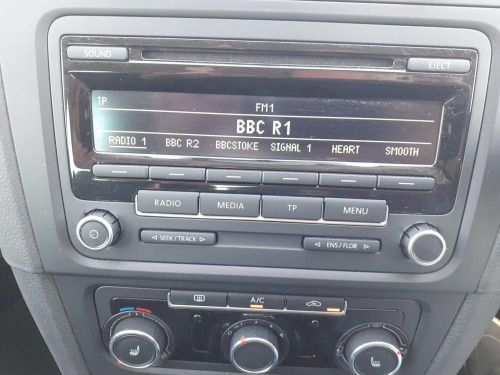 SOUND EJECT
TP FM1
BBC R1
RADIO 1 BBC R2 BBCSTOKE SIGNAL 1 HEART SMOOTH
RADIO MEDIA TP MENU
SEEK / TRACK ENS / FLDR
A/C